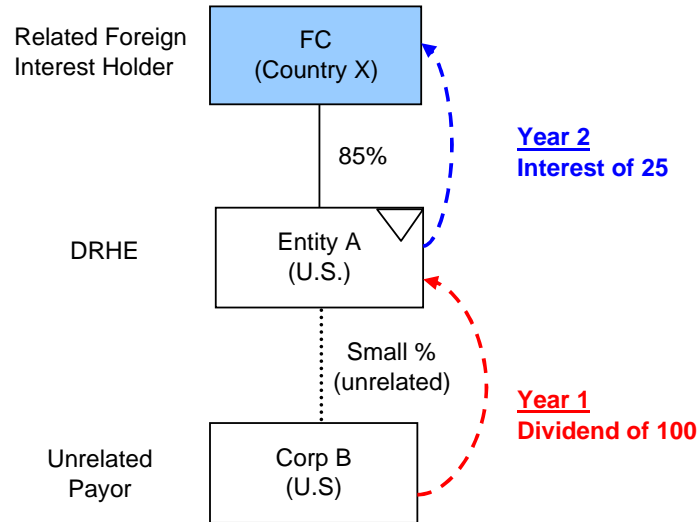 Related Foreign
Interest Holder
FC
(Country X)
85%
Year 2
Interest of 25
DRHE
Entity A
(U.S.)
Small %
(unrelated)
Year 1
Dividend of 100
Unrelated
Payor
Corp B
(U.S)